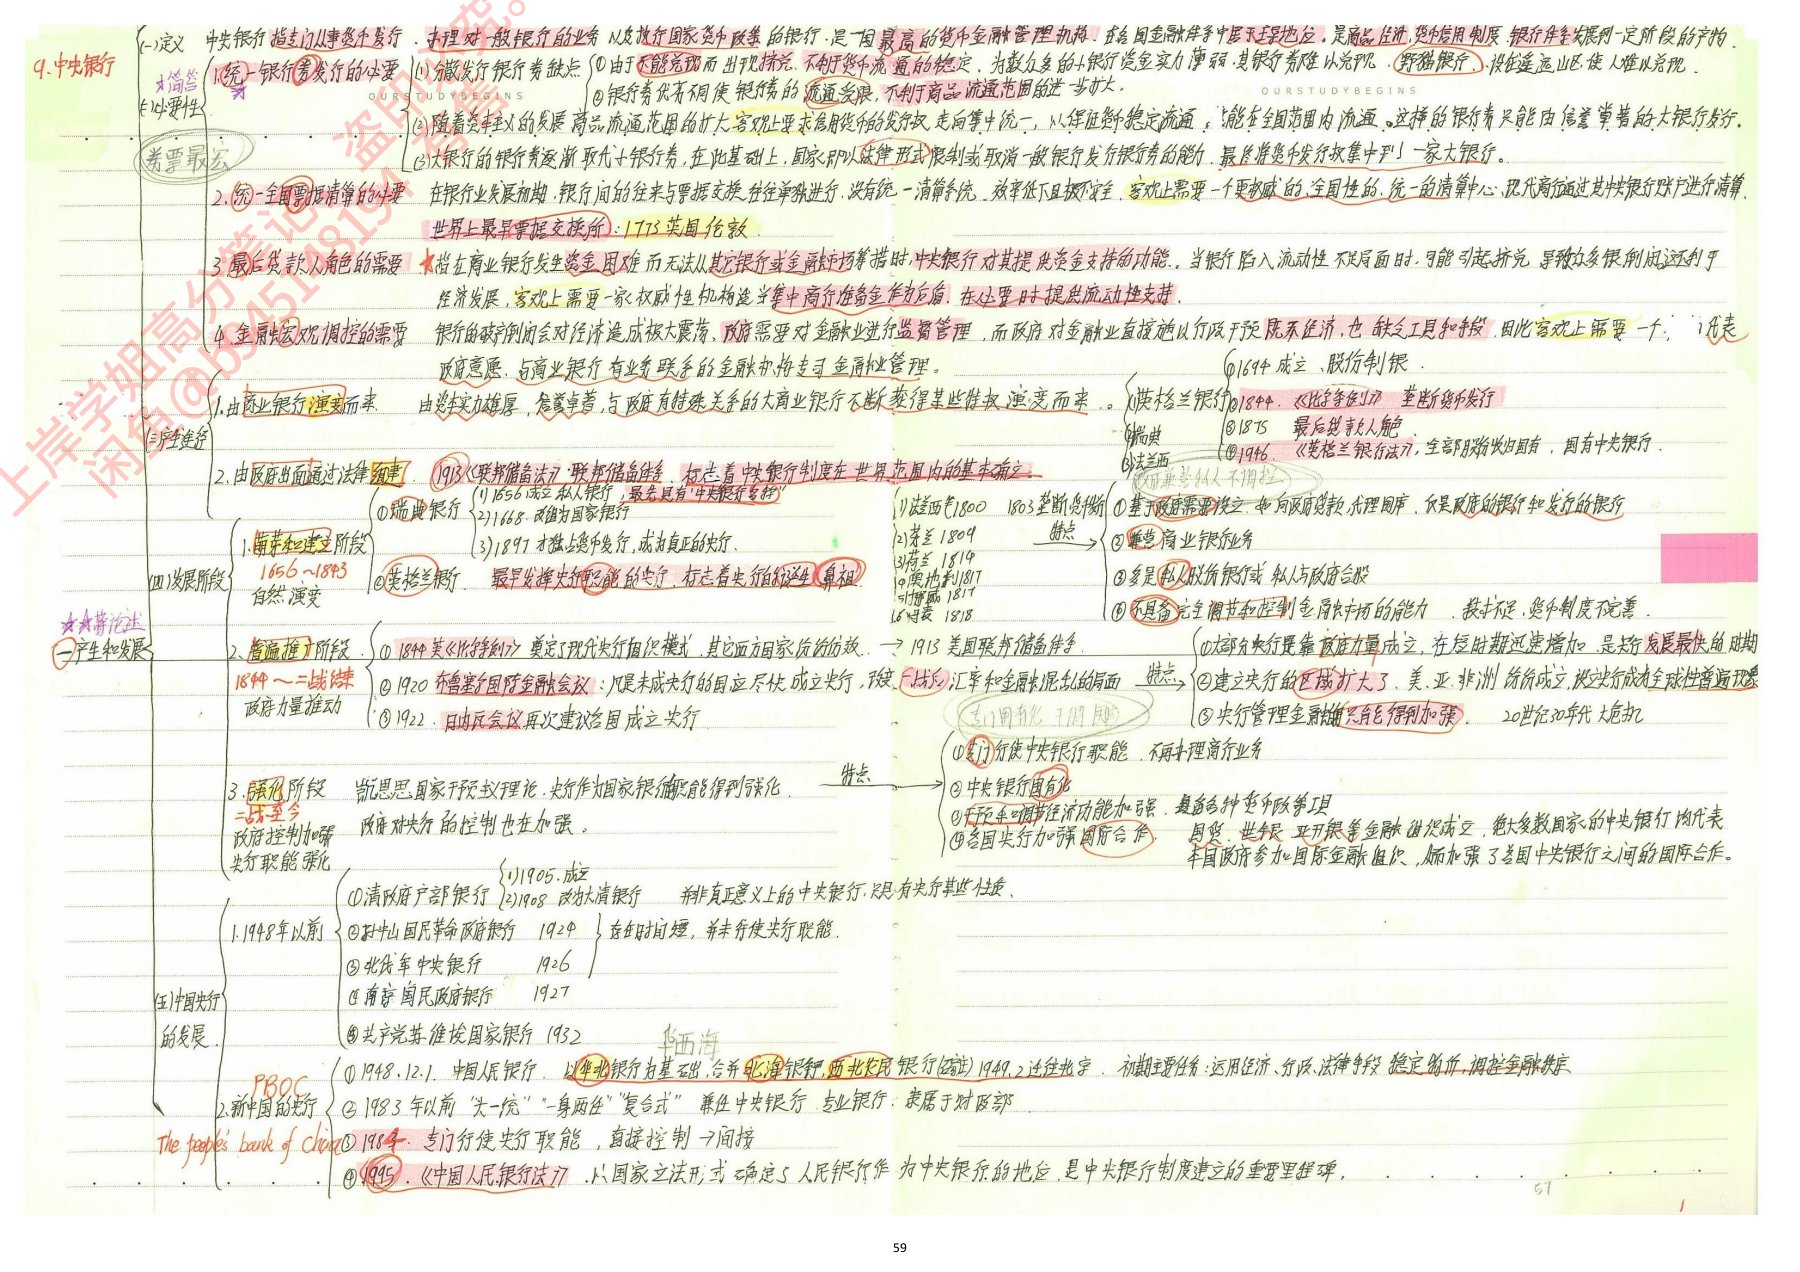 9.中央银行
(一)定义 中央银行指专门从事货币发行、办理对一般银行的业务以及执行国家货币政策的银行,是一国最高的货币金融管理机构,在各国金融体系中居于主导地位。是商品经济,货币信用制度,银行体系发展到一定阶段的产物.
☆简答
(二)必要性
券票最宏
OURSTUDYBEGINS
OURSTUDYBEGINS
1.统一银行券发行的必要
(1)分散发行银行券缺点
①由于不能兑现而出现挤兑,不利于货币流通的稳定.为数众多的小银行资金实力薄弱.其银行券难以兑现.(野猫银行),设在遥远山区使人难以兑现.
②银行券优劣不同使银行券的流通受限,不利于商品流通范围的进一步扩大.
(2)随着资本主义的发展商品流通范围的扩大客观上要求信用货币的发行权走向集中统一,以保证货币稳定流通,能在全国范围内流通。这样的银行券只能由信誉卓著的大银行发行。
(3)大银行的银行券逐渐取代小银行券,在此基础上,国家即以法律形式限制或取消一般银行发行银行券的能力,最终将货币发行权集中到了一家大银行。
2.统一全国票据清算的必要 在银行业发展初期,银行间的往来与票据交换往往单独进行,没有统一清算系统.效率低下且极不安全.客观上需要一个更权威的、全国性的,统一的清算中心,现代商行通过其中央银行账户进行清算.
世界上最早票据交换所:1773英国伦敦
3.最后贷款人角色的需要 ★指在商业银行发生资金困难而无法从其它银行或金融市场筹措时,中央银行对其提供资金支持的功能.当银行陷入流动性不足局面时,可能引起挤兑,导致众多银行倒闭这不利于
经济发展,客观上需要一家权威性机构适当集中商行准备金作为后盾,在必要时提供流动性支持.
4.金融宏观调控的需要 银行的破产倒闭会对经济造成极大震荡,政府需要对金融业进行监督管理,而政府对金融业直接施以行政干预既不经济,也缺乏工具和手段.因此客观上需要一个 代表
政府意愿、与商业银行有业务联系的金融机构专司金融业管理。
(三)产生途径
1.由商业银行演变而来 由资本实力雄厚,信誉卓著,与政府有特殊关系的大商业银行不断获得某些特权演变而来.
(1)英格兰银行
①1694成立、股份制银
②1844.《比尔条例》垄断货币发行
③1875 最后贷款人角色
④1946.《英格兰银行法》,全部股份收归国有,国有中央银行.
(2)瑞典
(3)法兰西
2.由政府出面通过法律组建 1913《联邦储备法》·联邦储备体系.标志着中央银行制度在世界范围内的基本确立。
政府兼营私人不调控
☆☆简论述
一产生和发展
(四)发展阶段
1.萌芽和建立阶段
1656~1843
自然演变
①瑞典银行
(1)1656成立私人银行,最先具有"中央银行名称"
(2)1668.改组为国家银行
(3)1897才独占货币发行,成为真正的央行.
②英格兰银行. 最早发挥央行职能的央行,标志着央行的诞生 鼻祖
(1)法兰西1800 1803垄断货币
(2)芬兰1809
(3)荷兰1814
(4)奥地利1817
(5)挪威1817
(6)丹麦1818
特点
①基于政府需要设立.如向政府贷款,代理国库、仅是政府的银行和发行的银行
②兼营商业银行业务
③多是私人股份银行或私人与政府合股
④不具备完全调节和控制金融市场的能力.资本不足,货币制度不完善.
2.普遍推广阶段
1844~二战结束
政府力量推动
①1844英《比尔条例》奠定了现代央行组织模式.其它西方国家纷纷仿效.→1913美国联邦储备体系
②1920布鲁塞尔国际金融会议:凡是未成央行的国应尽快成立央行,改变一战后汇率和金融混乱的局面
③1922.日内瓦会议再次建议各国成立央行
特点
①大部分央行是靠政府力量成立,在短时期迅速增加.是央行发展最快的时期
②建立央行的区域扩大了.美、亚、非洲纷纷成立,设立央行成为全球性普遍现象
③央行管理金融的职能得到加强. 20世纪30年代大危机
专门国有化干调国
3.强化阶段
二战至今
政府控制加强
央行职能强化
凯恩思国家干预主义理论.央行作为国家银行的职能得到强化.
政府对央行的控制也在加强。
特点
①专门行使中央银行职能 不再办理商行业务
②中央银行国有化
③干预和调节经济功能加强.具备各种货币政策工具
④各国央行加强国际合作. 国货、世行、亚开银等金融组织成立,绝大多数国家的中央银行均代表
本国政府参加国际金融组织,從而加强了各国中央银行之间的国际合作。
(五)中国央行
的发展.
1.1948年以前
①清政府户部银行
(1)1905.成立
(2)1908 改为大清银行
并非真正意义上的中央银行,只具有央行某些性质.
②孙中山国民革命政府银行 1924
③北伐军中央银行 1926
存在时间短,并未行使央行职能.
④南京国民政府银行 1927
⑤共产党苏维埃国家银行 1932
华西海
PBOC
2.新中国的央行
The people's bank of China
①1948.12.1.中国人民银行. 以华北银行为基础,合并北海银行,西北农民银行(石家庄)1949.2迁往北京. 初期主要任务:运用经济、行政、法律手段稳定物价,调控金融秩序
②1983年以前"大一统""一身两任""复合式"兼任中央银行、专业银行:隶属于财政部
③1984.专门行使央行职能,直接控制→间接
④1995.《中国人民银行法》.以国家立法形式确定了人民银行作为中央银行的地位,是中央银行制度建立的重要里程碑.
57
1
59